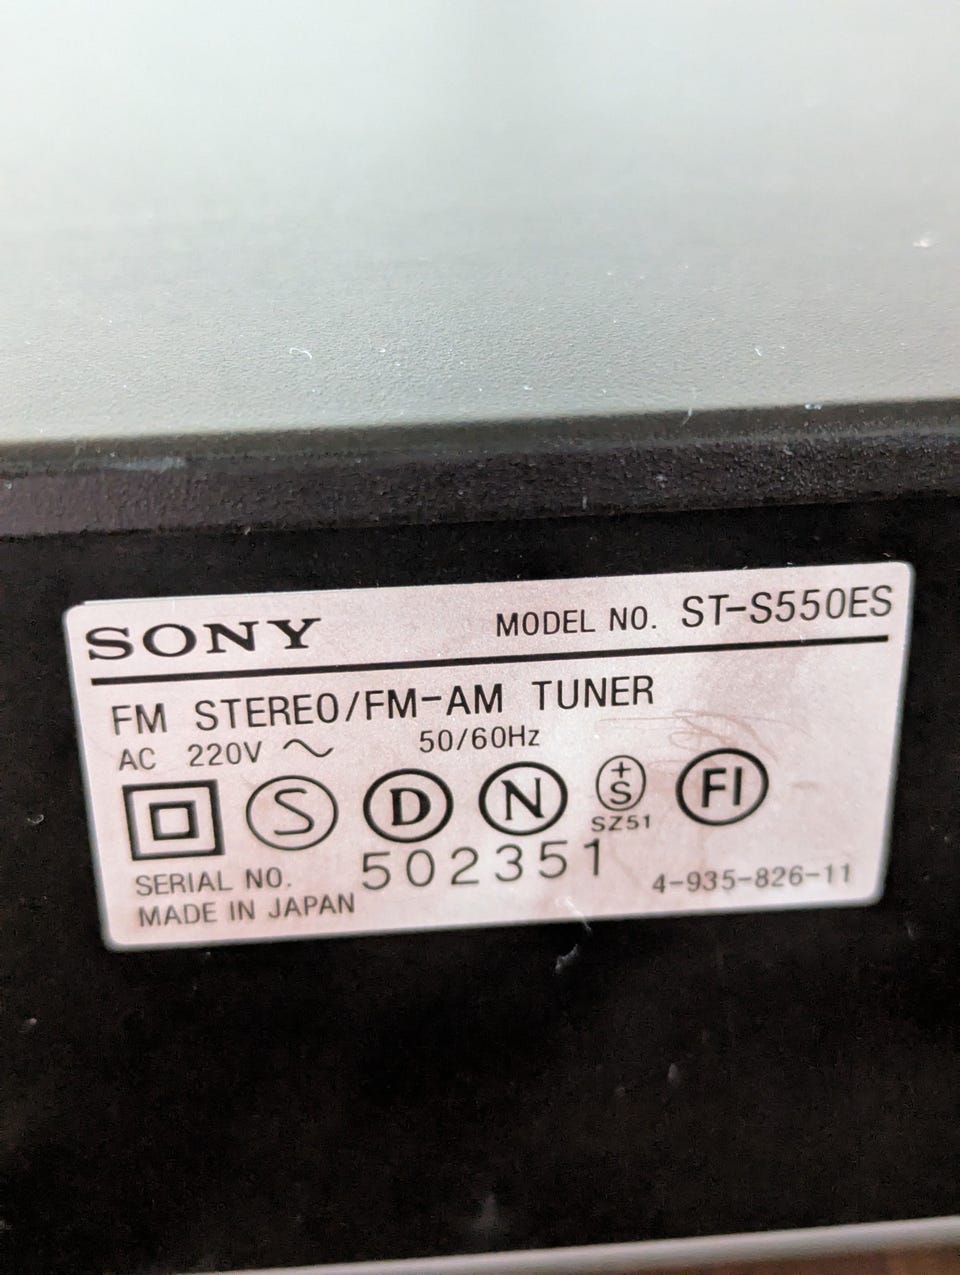 SONY MODEL NO. ST-S550ES
FM STEREO/FM-AM TUNER
AC 220V ~ 50/60Hz
S D N +S FI
SZ51
SERIAL NO. 502351 4-935-826-11
MADE IN JAPAN